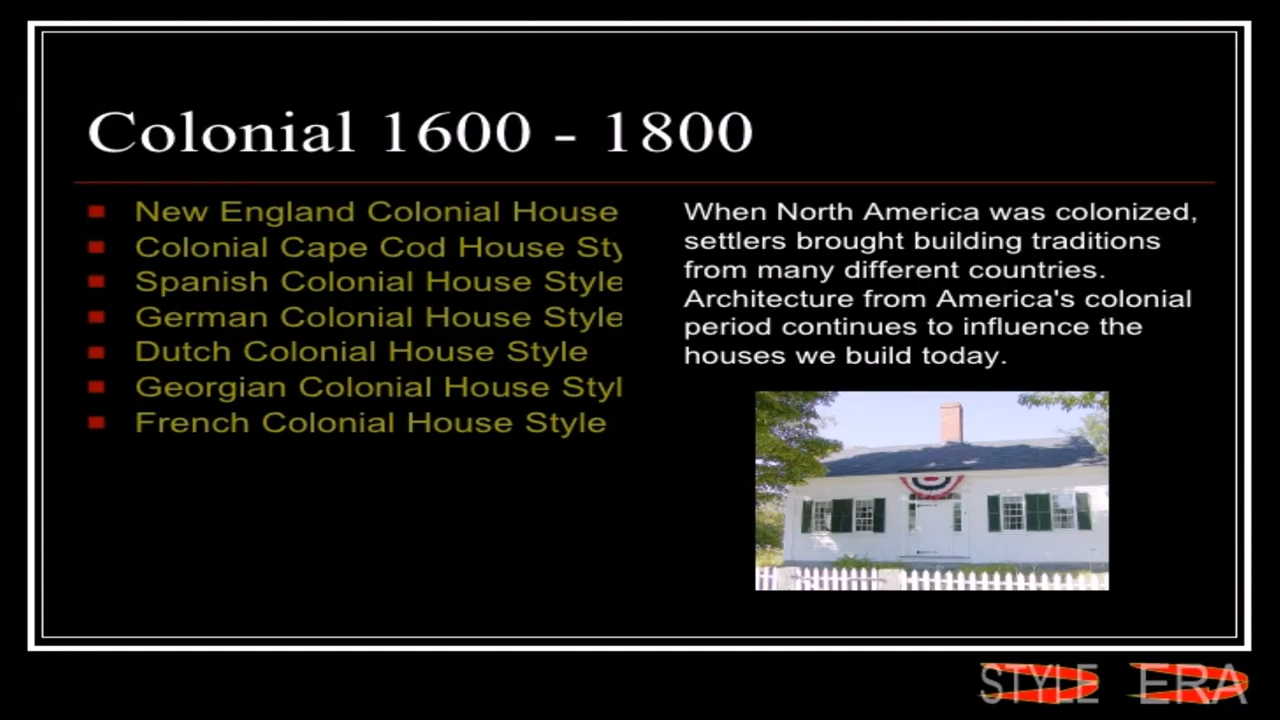 Colonial 1600 - 1800
New England Colonial House
Colonial Cape Cod House Sty
Spanish Colonial House Style
German Colonial House Style
Dutch Colonial House Style
Georgian Colonial House Styl
French Colonial House Style
When North America was colonized,
settlers brought building traditions
from many different countries.
Architecture from America's colonial
period continues to influence the
houses we build today.
STYLE ERA